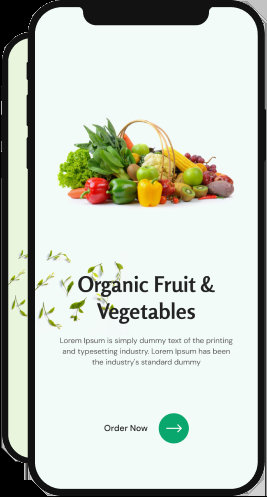 Organic Fruit &
Vegetables
Lorem Ipsum is simply dummy text of the printing
and typesetting industry. Lorem Ipsum has been
the industry's standard dummy
Order Now